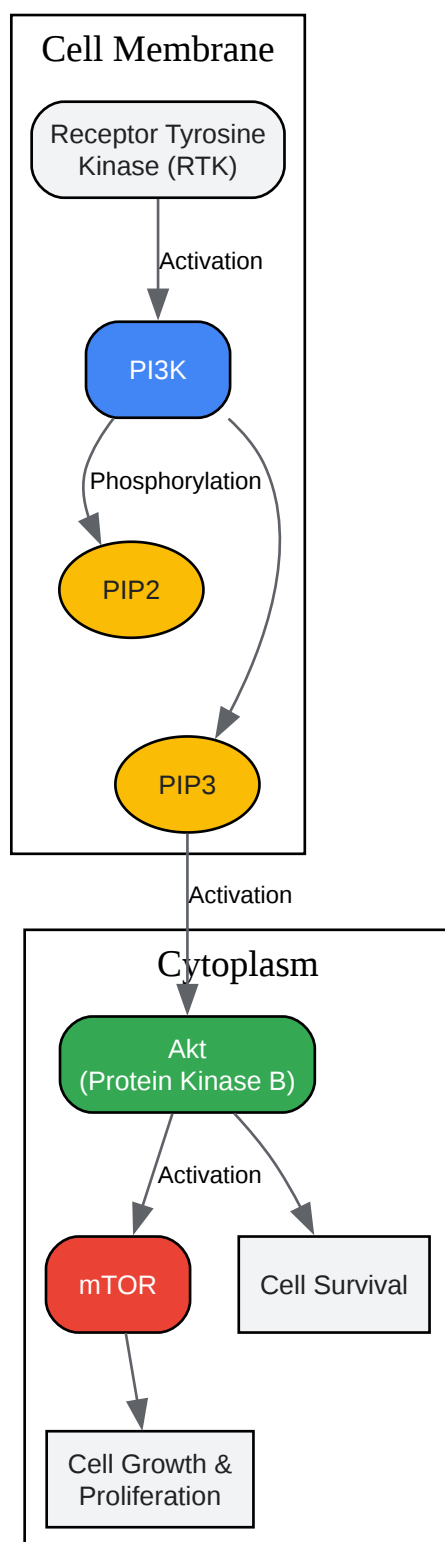 Cell Membrane
Receptor Tyrosine
Kinase (RTK)
Activation
PI3K
Phosphorylation
PIP2
PIP3
Activation
Cytoplasm
Akt
(Protein Kinase B)
Activation
mTOR
Cell Survival
Cell Growth &
Proliferation